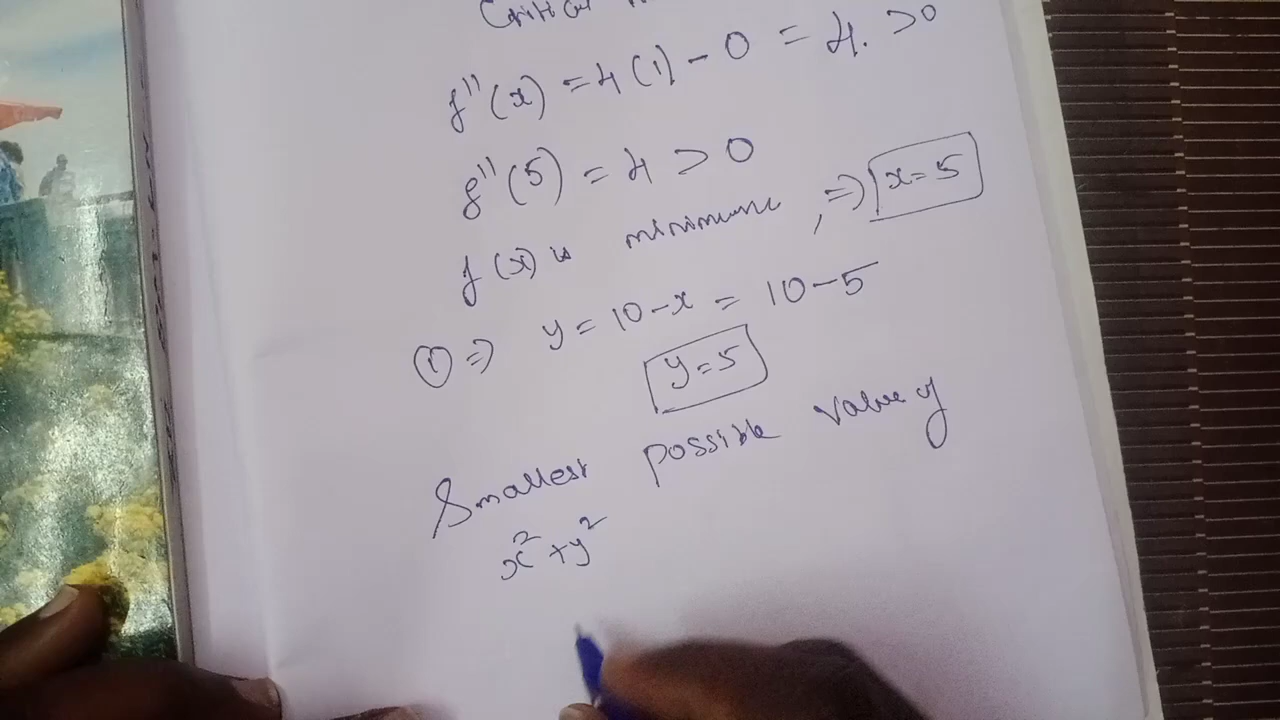 Critical
f''(x) = 4(1) - 0 = 4. > 0
f''(5) = 4 > 0
f(x) is minimum, => x = 5
① => y = 10 - x = 10 - 5
y = 5
Smallest possible value of
x² + y²